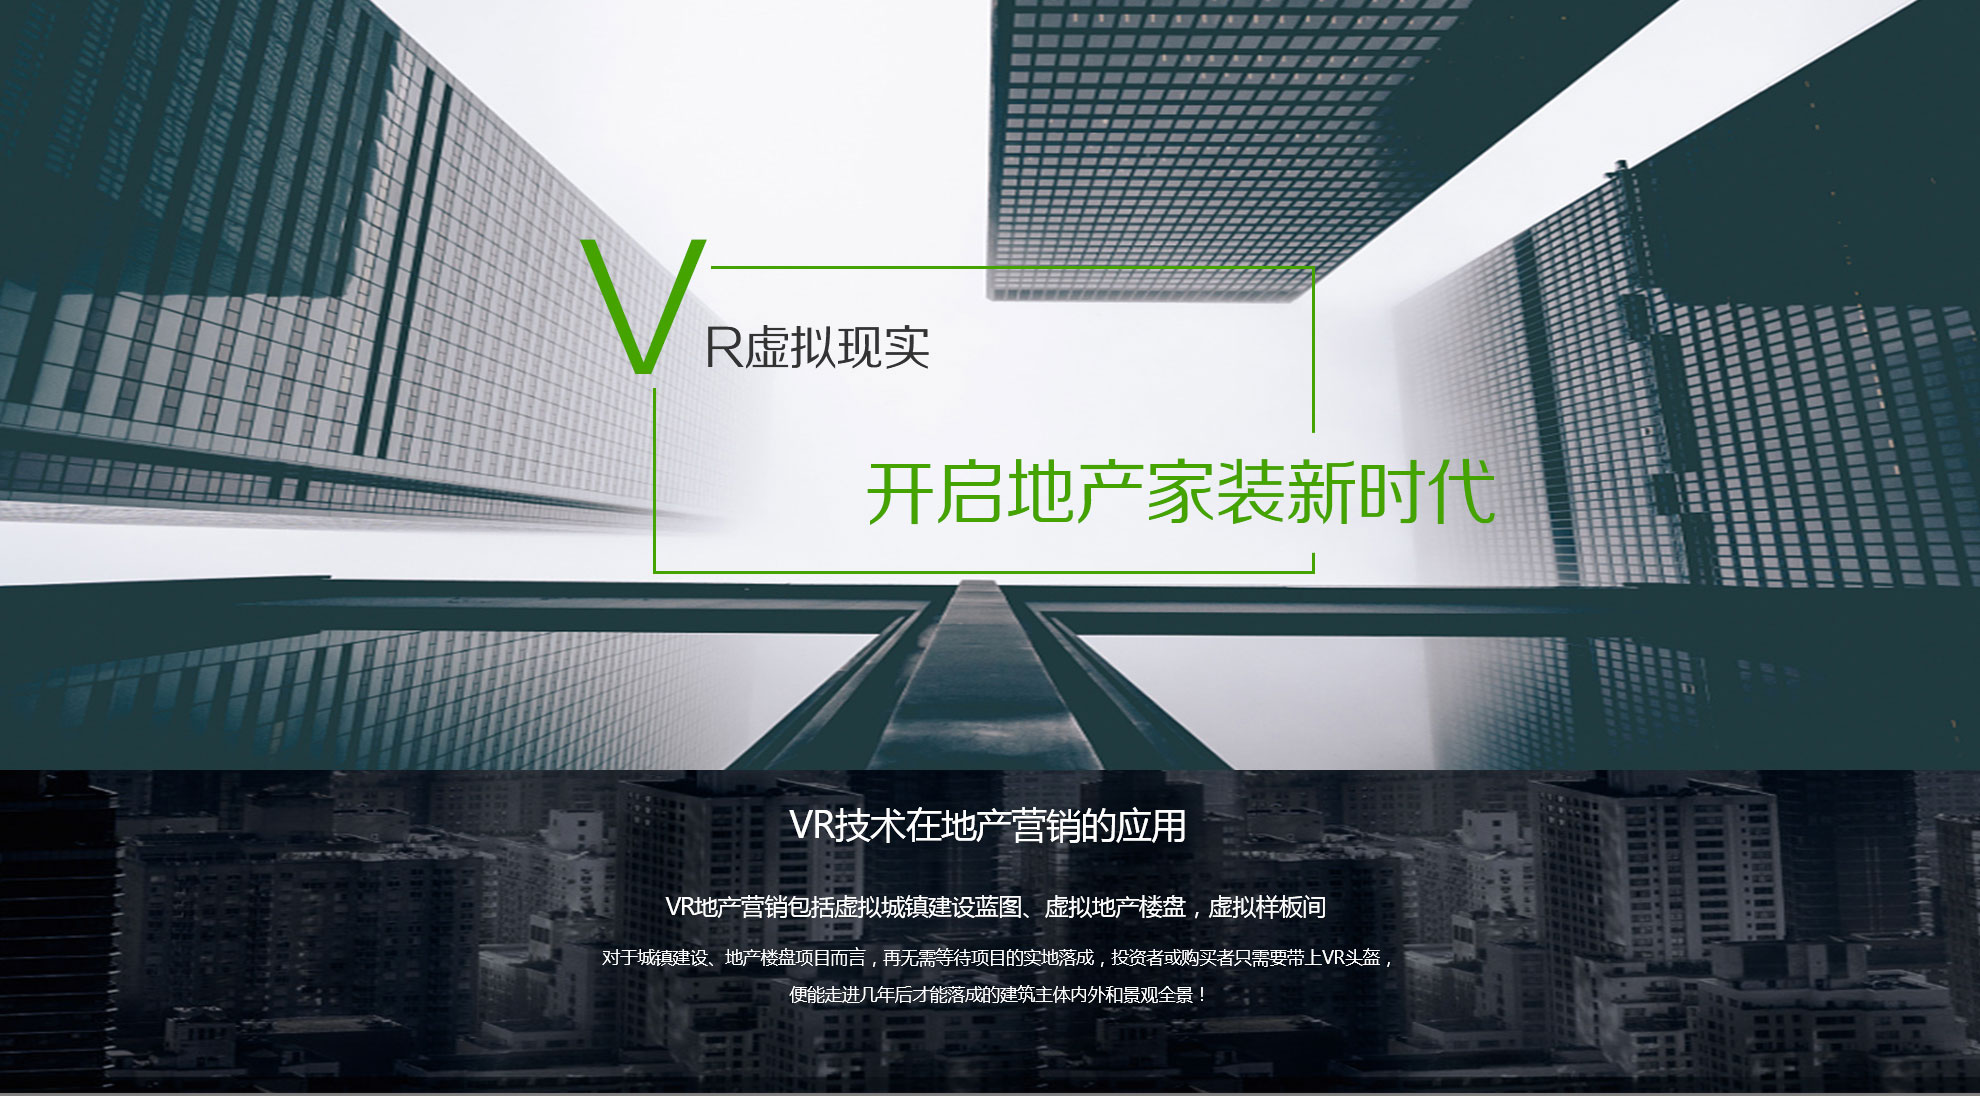 VR虚拟现实
开启地产家装新时代
VR技术在地产营销的应用
VR地产营销包括虚拟城镇建设蓝图、虚拟地产楼盘，虚拟样板间
对于城镇建设、地产楼盘项目而言，再无需等待项目的实地落成，投资者或购买者只需要带上VR头盔，
便能走进几年后才能落成的建筑主体内外和景观全景！